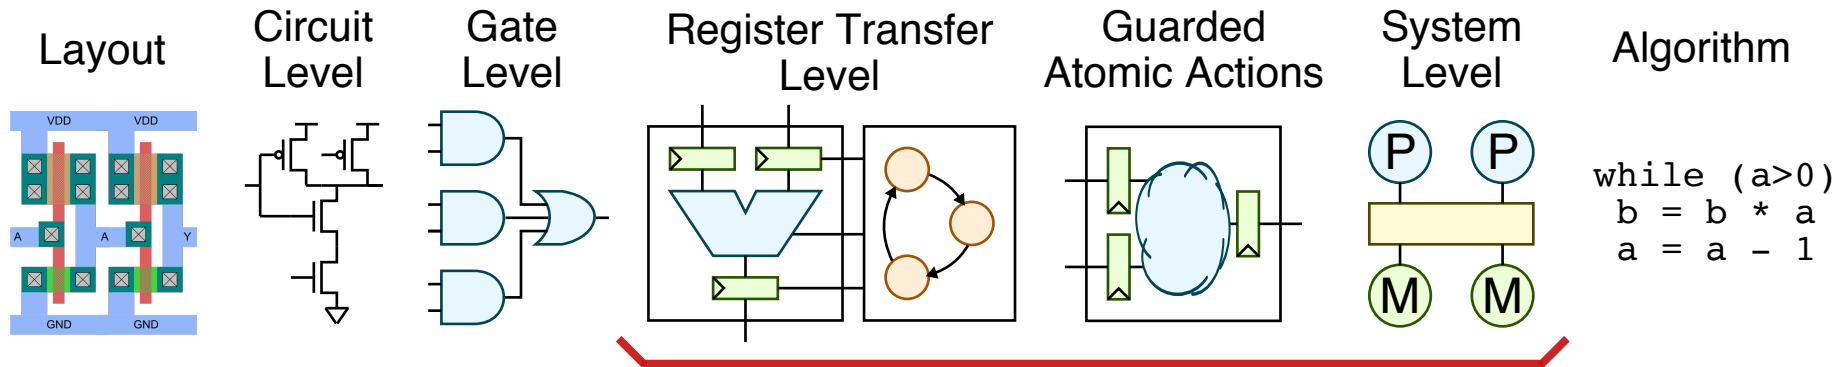 Layout
Circuit
Level
Gate
Level
Register Transfer
Level
Guarded
Atomic Actions
System
Level
Algorithm
VDD
VDD
A
A
Y
GND
GND
P
P
M
M
while (a>0)
b = b * a
a = a - 1